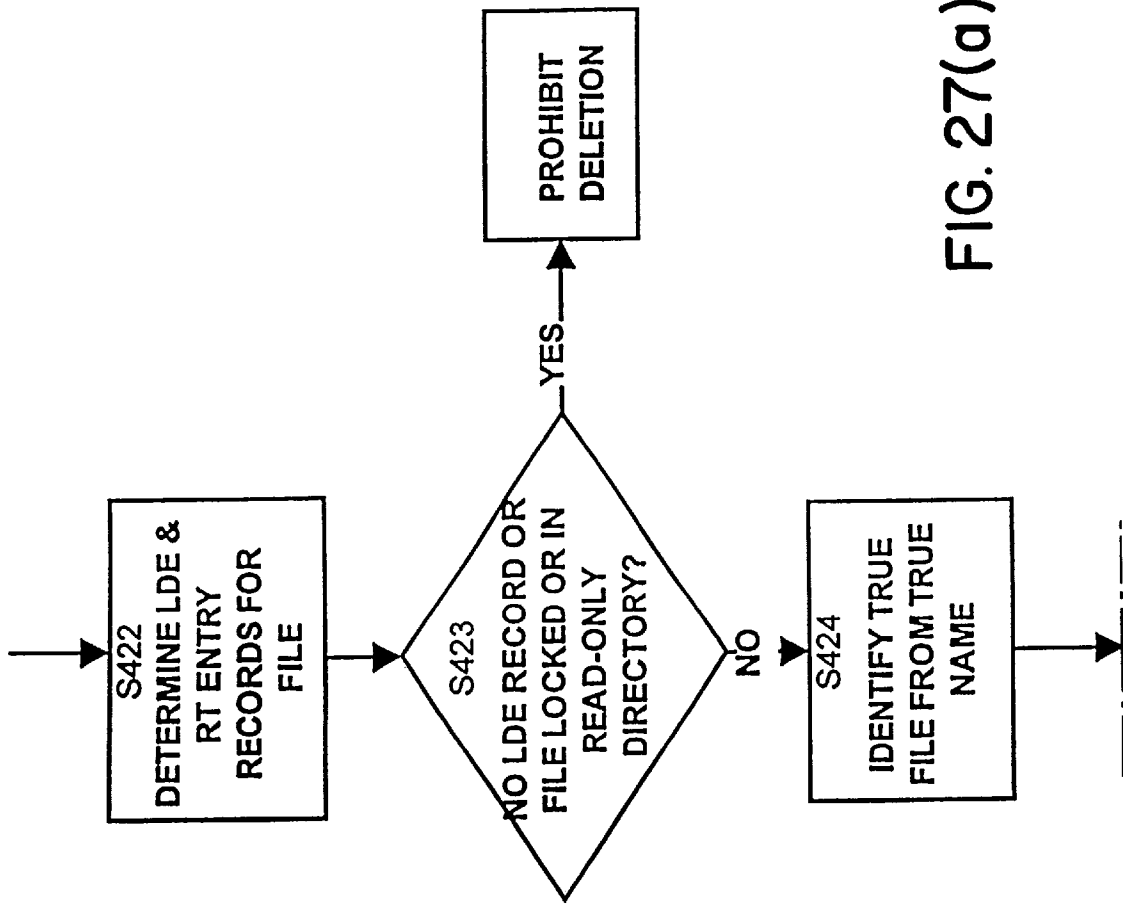 S422
DETERMINE LDE &
RT ENTRY
RECORDS FOR
FILE
S423
NO LDE RECORD OR
FILE LOCKED OR IN
READ-ONLY
DIRECTORY?
YES
PROHIBIT
DELETION
NO
S424
IDENTIFY TRUE
FILE FROM TRUE
NAME
FIG. 27(a)